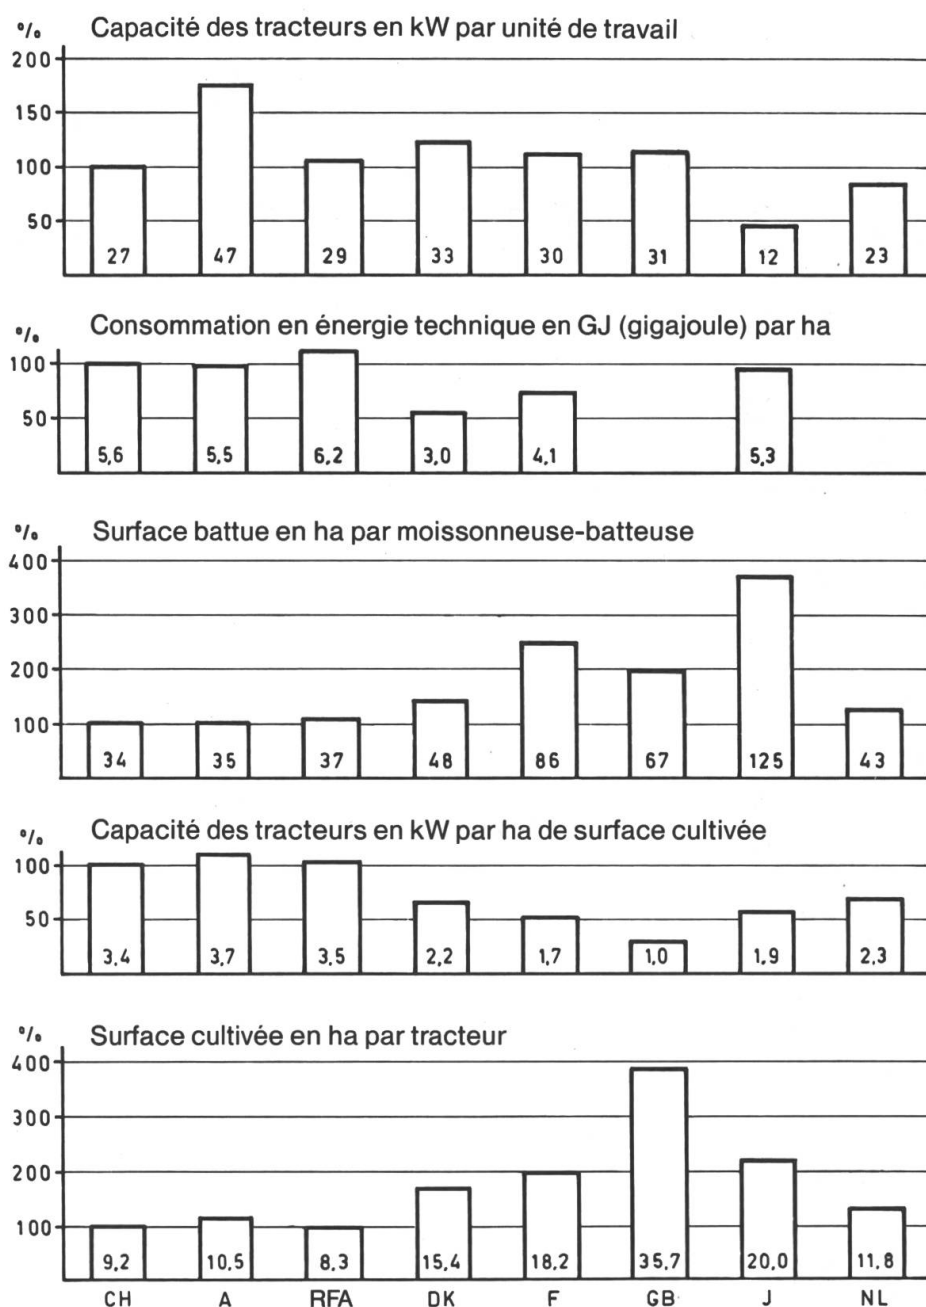 % Capacité des tracteurs en kW par unité de travail
200
150
100
50
27 47 29 33 30 31 12 23
% Consommation en énergie technique en GJ (gigajoule) par ha
100
50
5,6 5,5 6,2 3,0 4,1 5,3
% Surface battue en ha par moissonneuse-batteuse
400
300
200
100
34 35 37 48 86 67 125 43
% Capacité des tracteurs en kW par ha de surface cultivée
100
50
3,4 3,7 3,5 2,2 1,7 1,0 1,9 2,3
% Surface cultivée en ha par tracteur
400
300
200
100
9,2 10,5 8,3 15,4 18,2 35,7 20,0 11,8
CH A RFA DK F GB J NL